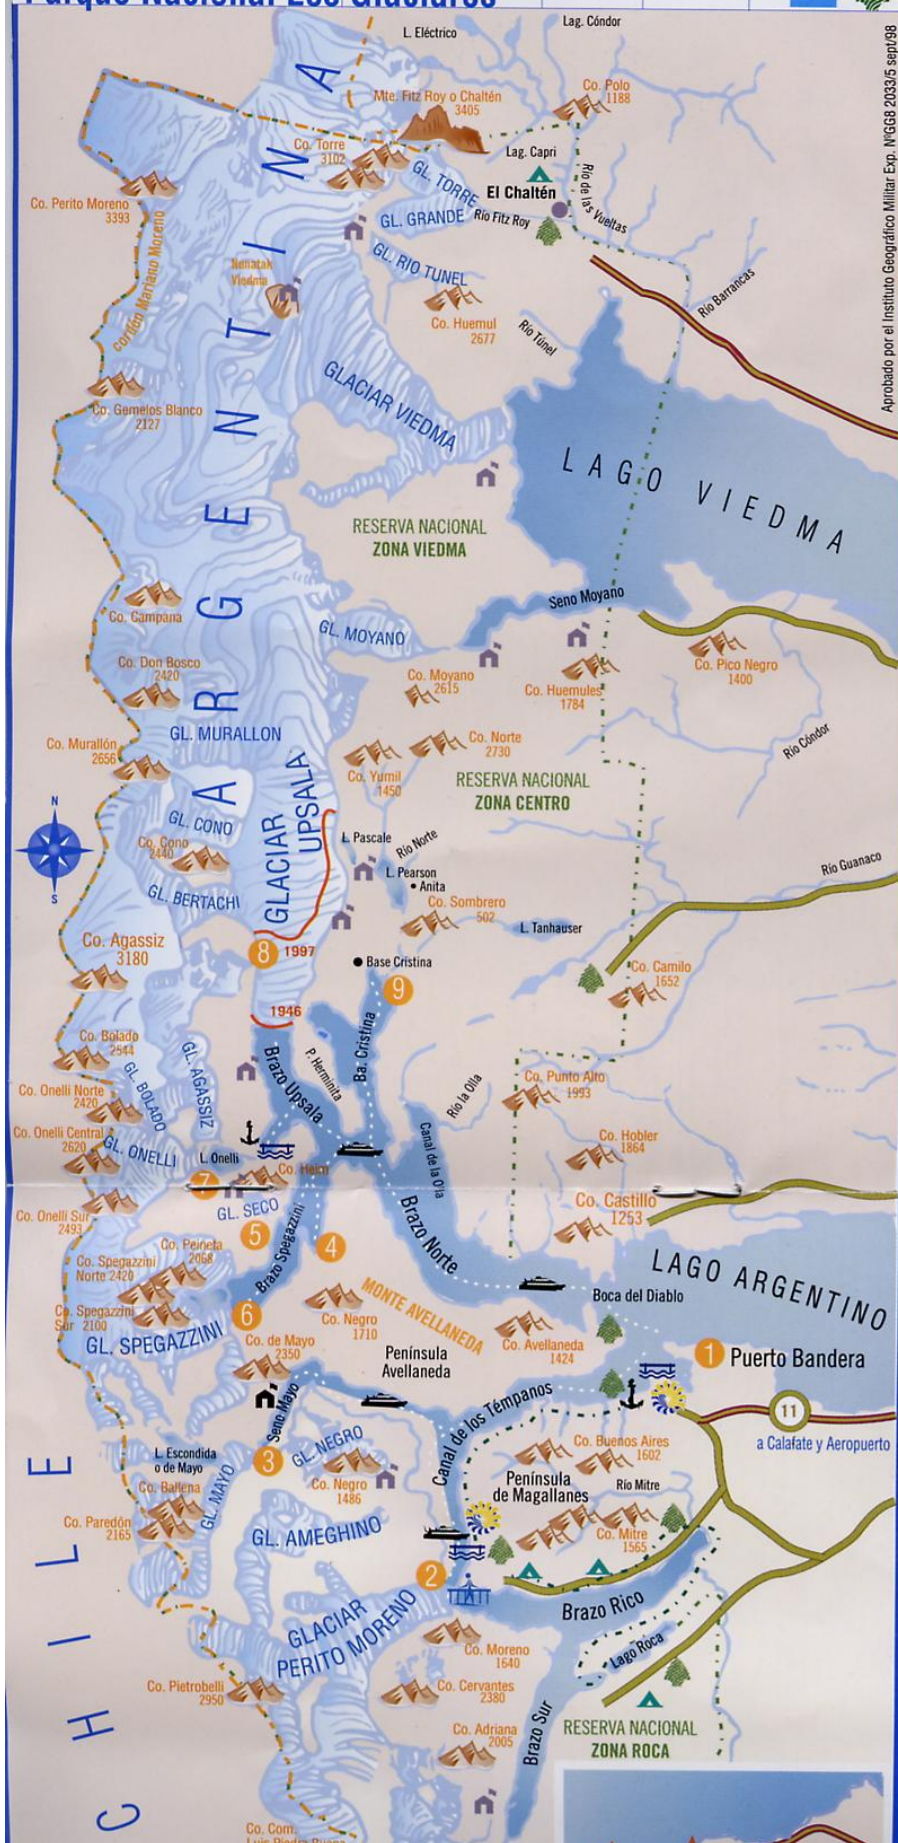 Parque Nacional Los Glaciares
Aprobado por el Instituto Geográfico Militar Exp. NºGG8 2033/5 sept/98
ARGENTINA
CHILE
L. Eléctrico
Lag. Cóndor
Mte. Fitz Roy o Chaltén
3405
Co. Polo
1188
Co. Torre
3102
Lag. Capri
GL. TORRE
El Chaltén
Río de las Vueltas
Co. Perito Moreno
3393
GL. GRANDE
Río Fitz Roy
cordón Mariano Moreno
Nunatak
Viedma
GL. RIO TUNEL
Río Barrancas
Co. Huemul
2677
Río Túnel
GLACIAR VIEDMA
Co. Gemelos Blanco
2127
LAGO VIEDMA
RESERVA NACIONAL
ZONA VIEDMA
Co. Campana
Seno Moyano
GL. MOYANO
Co. Don Bosco
2420
Co. Moyano
2615
Co. Huemules
1784
Co. Pico Negro
1400
GL. MURALLON
Co. Murallón
2656
Co. Norte
2730
Río Cóndor
Co. Yumil
1450
RESERVA NACIONAL
ZONA CENTRO
GLACIAR
UPSALA
GL. CONO
Co. Cono
2440
L. Pascale
Río Norte
N
S
L. Pearson
Anita
Río Guanaco
GL. BERTACHI
Co. Sombrero
502
L. Tanhauser
Co. Agassiz
3180
8
1997
Base Cristina
9
Co. Camilo
1652
1946
Co. Bolado
2544
GL. BOLADO
GL. AGASSIZ
Brazo Upsala
P. Herminita
Ba. Cristina
Río la Olla
Co. Punto Alto
1993
Co. Onelli Norte
2420
Co. Onelli Central
2620
GL. ONELLI
L. Onelli
Canal de la Olla
Co. Hobler
1864
Co. Heim
7
Co. Onelli Sur
2493
GL. SECO
Brazo Norte
Co. Castillo
1253
5
4
Brazo Spegazzini
Co. Peineta
2068
Co. Spegazzini
Norte 2420
LAGO ARGENTINO
Boca del Diablo
Co. Spegazzini
Sur 2100
6
GL. SPEGAZZINI
Co. Negro
1710
MONTE AVELLANEDA
Co. Avellaneda
1424
1
Puerto Bandera
Co. de Mayo
2350
Península
Avellaneda
Seno Mayo
Canal de los Témpanos
11
a Calafate y Aeropuerto
L. Escondida
o de Mayo
3
GL. NEGRO
Co. Buenos Aires
1602
Co. Negro
1486
GL. MAYO
Co. Ballena
Península
de Magallanes
Río Mitre
Co. Paredón
2165
GL. AMEGHINO
Co. Mitre
1565
2
GLACIAR
PERITO MORENO
Brazo Rico
Co. Moreno
1640
Lago Roca
Co. Pietrobelli
2950
Co. Cervantes
2380
Co. Adriana
2005
Brazo Sur
RESERVA NACIONAL
ZONA ROCA
Co. Com.